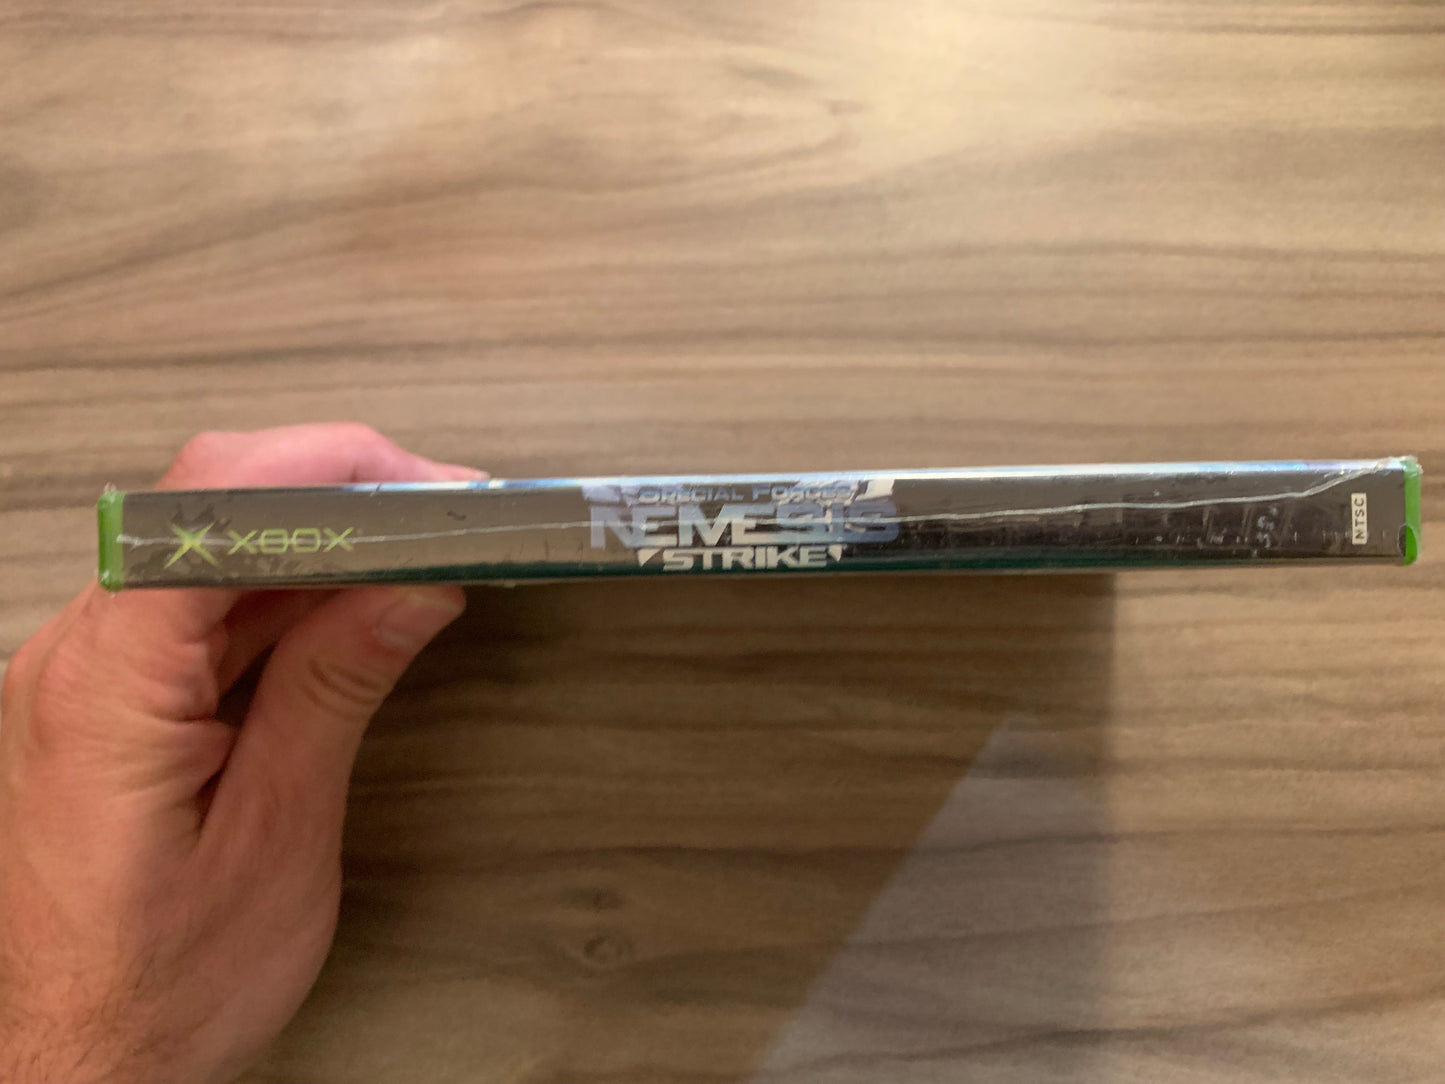 XBOX
SPECIAL FORCES
NEMESIS
STRIKE
NTSC